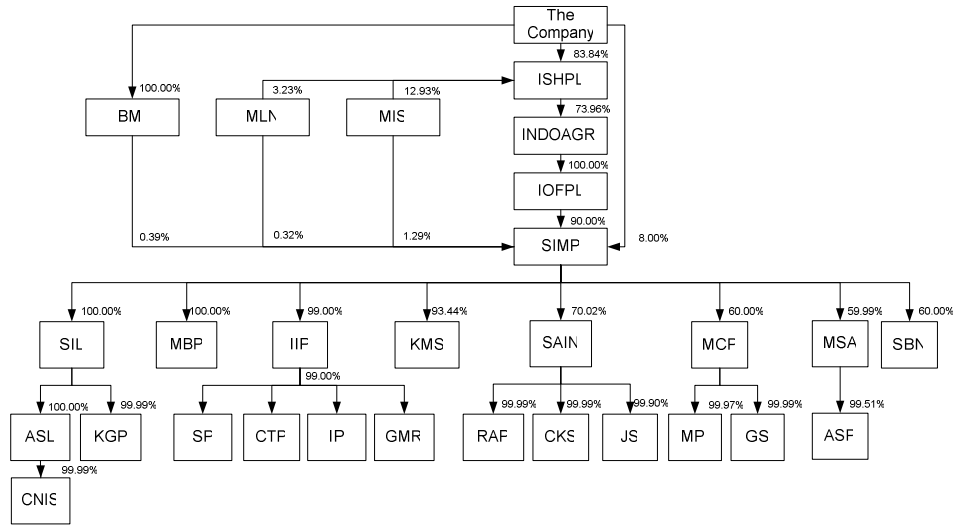 The
Company
83.84%
100.00%
3.23%
12.93%
ISHPL
BM
MLN
MIS
73.96%
INDOAGR
100.00%
IOFPL
90.00%
0.39%
0.32%
1.29%
SIMP
8.00%
100.00%
100.00%
99.00%
93.44%
70.02%
60.00%
59.99%
60.00%
SIL
MBP
IIF
KMS
SAIN
MCP
MSA
SBN
99.00%
100.00%
99.99%
99.99%
99.99%
99.90%
99.97%
99.99%
99.51%
ASL
KGP
SP
CTP
IP
GMR
RAP
CKS
JS
MP
GS
ASP
99.99%
CNIS